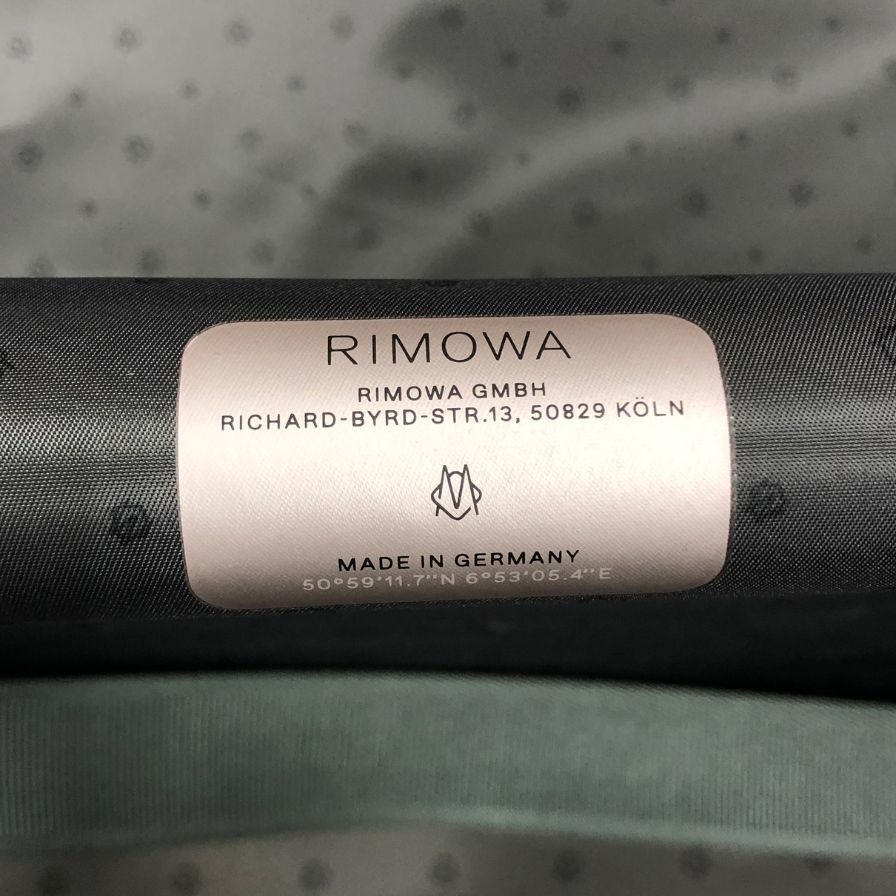 RIMOWA
RIMOWA GMBH
RICHARD-BYRD-STR.13, 50829 KÖLN
MADE IN GERMANY
50°59'11.7"N 6°53'05.4"E